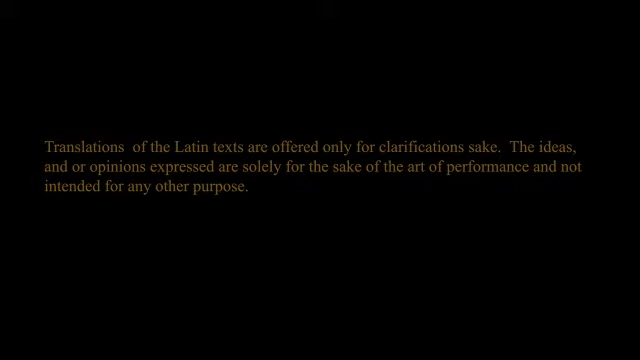 Translations  of the Latin texts are offered only for clarifications sake.  The ideas,
and or opinions expressed are solely for the sake of the art of performance and not
intended for any other purpose.